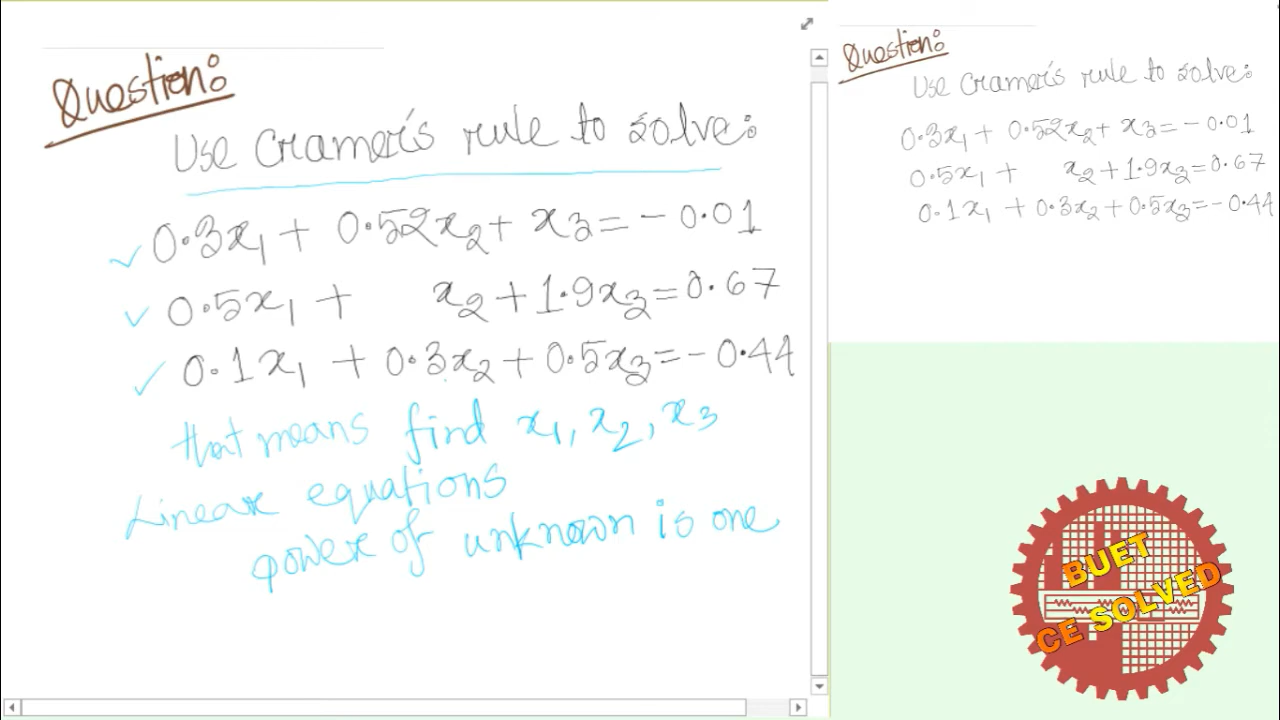 Question:
Use Cramer's rule to solve:
0.3x₁ + 0.52x₂ + x₃ = - 0.01
0.5x₁ + x₂ + 1.9x₃ = 0.67
0.1x₁ + 0.3x₂ + 0.5x₃ = - 0.44
that means find x₁, x₂, x₃
Linear equations
power of unknown is one
Question:
Use Cramer's rule to solve:
0.3x₁ + 0.52x₂ + x₃ = - 0.01
0.5x₁ + x₂ + 1.9x₃ = 0.67
0.1x₁ + 0.3x₂ + 0.5x₃ = - 0.44
BUET
CE SOLVED